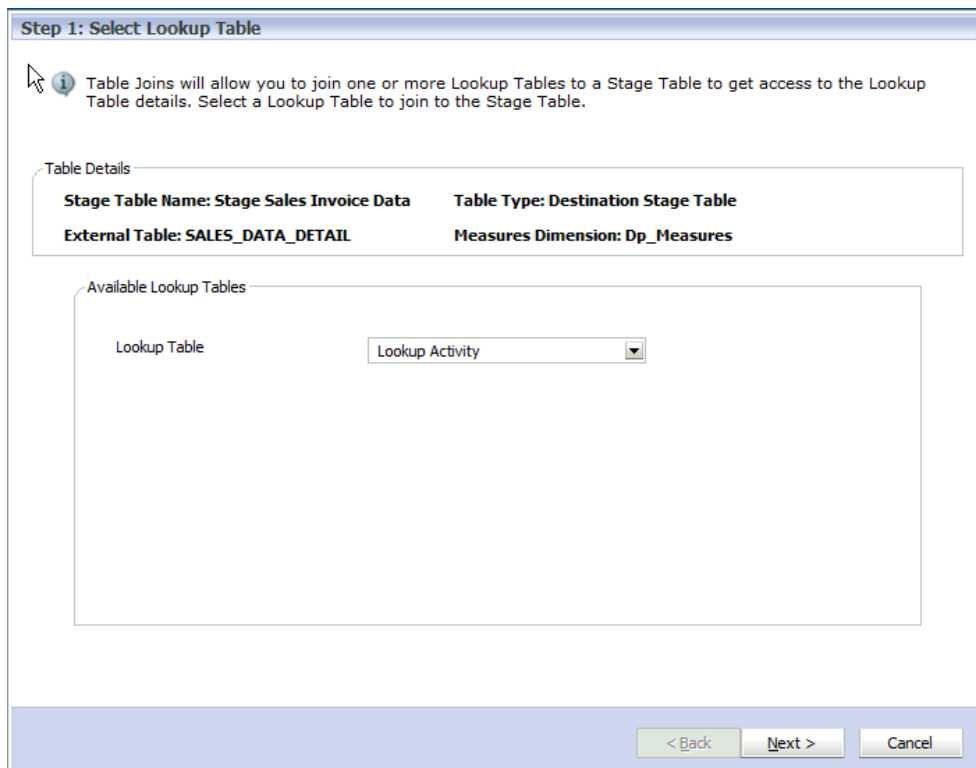 Step 1: Select Lookup Table
Table Joins will allow you to join one or more Lookup Tables to a Stage Table to get access to the Lookup
Table details. Select a Lookup Table to join to the Stage Table.
Table Details
Stage Table Name: Stage Sales Invoice Data Table Type: Destination Stage Table
External Table: SALES_DATA_DETAIL Measures Dimension: Dp_Measures
Available Lookup Tables
Lookup Table Lookup Activity
< Back Next > Cancel